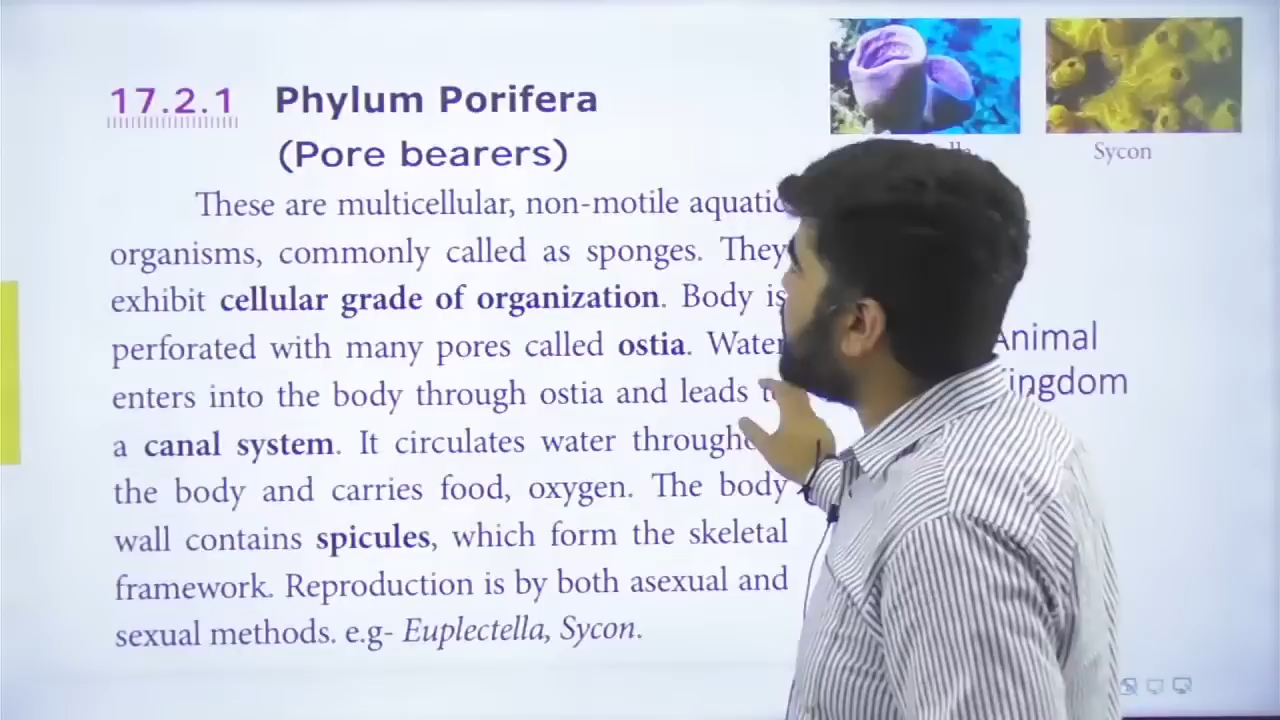 17.2.1 Phylum Porifera
(Pore bearers)
These are multicellular, non-motile aquatic
organisms, commonly called as sponges. They
exhibit cellular grade of organization. Body is
perforated with many pores called ostia. Water
enters into the body through ostia and leads
a canal system. It circulates water
the body and carries food, oxygen. The body
wall contains spicules, which form the skeletal
framework. Reproduction is by both asexual and
sexual methods. e.g- Euplectella, Sycon.
Sycon
Animal